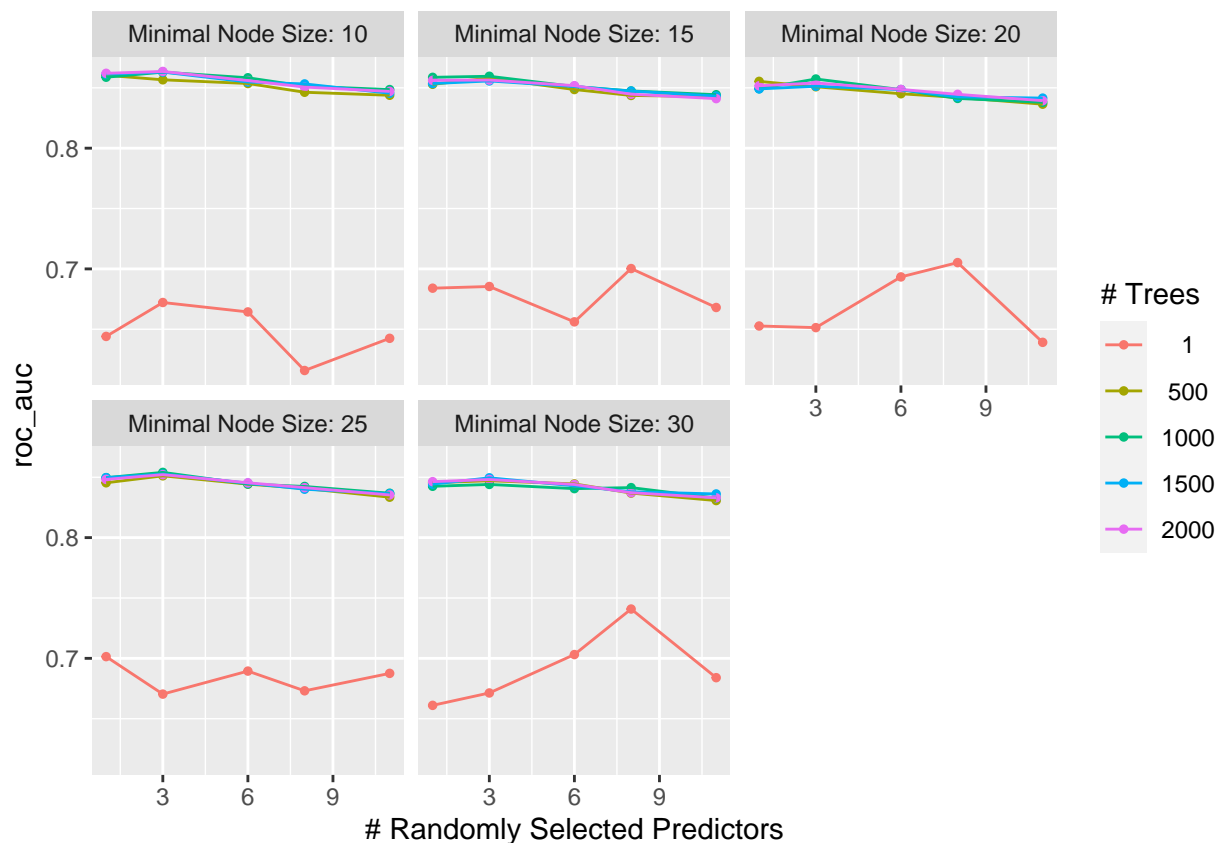 Minimal Node Size: 10
Minimal Node Size: 15
Minimal Node Size: 20
0.8
0.7
3
6
9
Minimal Node Size: 25
Minimal Node Size: 30
0.8
0.7
3
6
9
3
6
9
roc_auc
# Randomly Selected Predictors
# Trees
1
500
1000
1500
2000